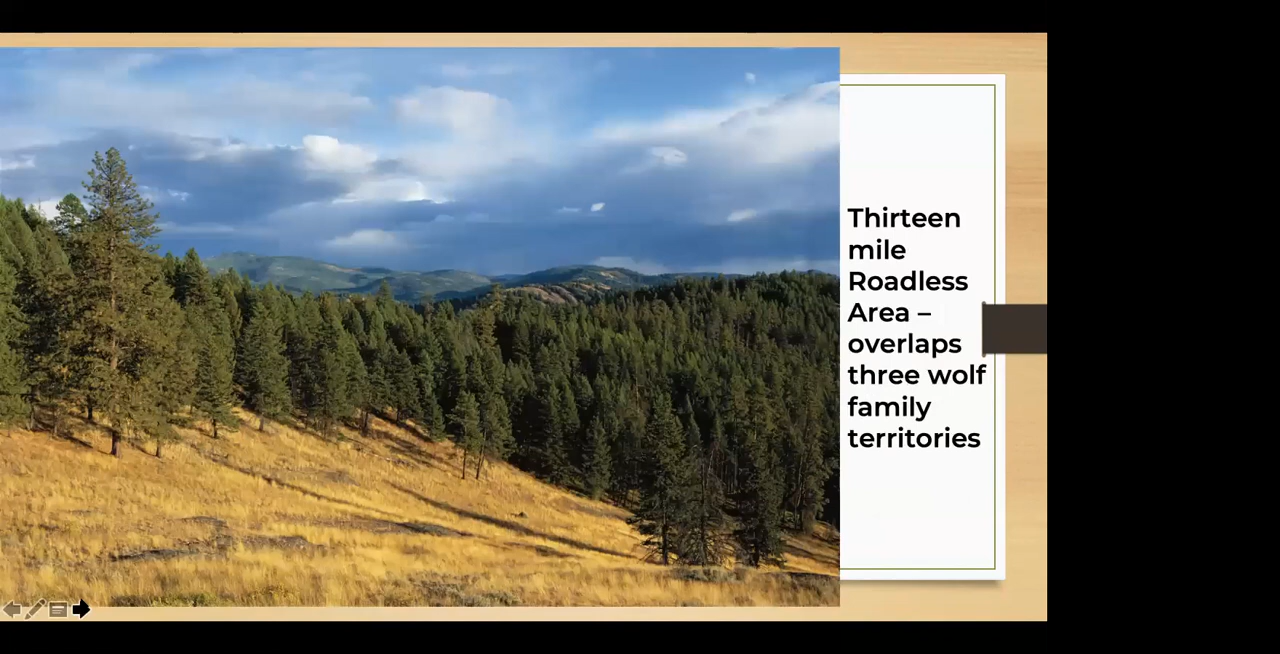 Thirteen
mile
Roadless
Area –
overlaps
three wolf
family
territories